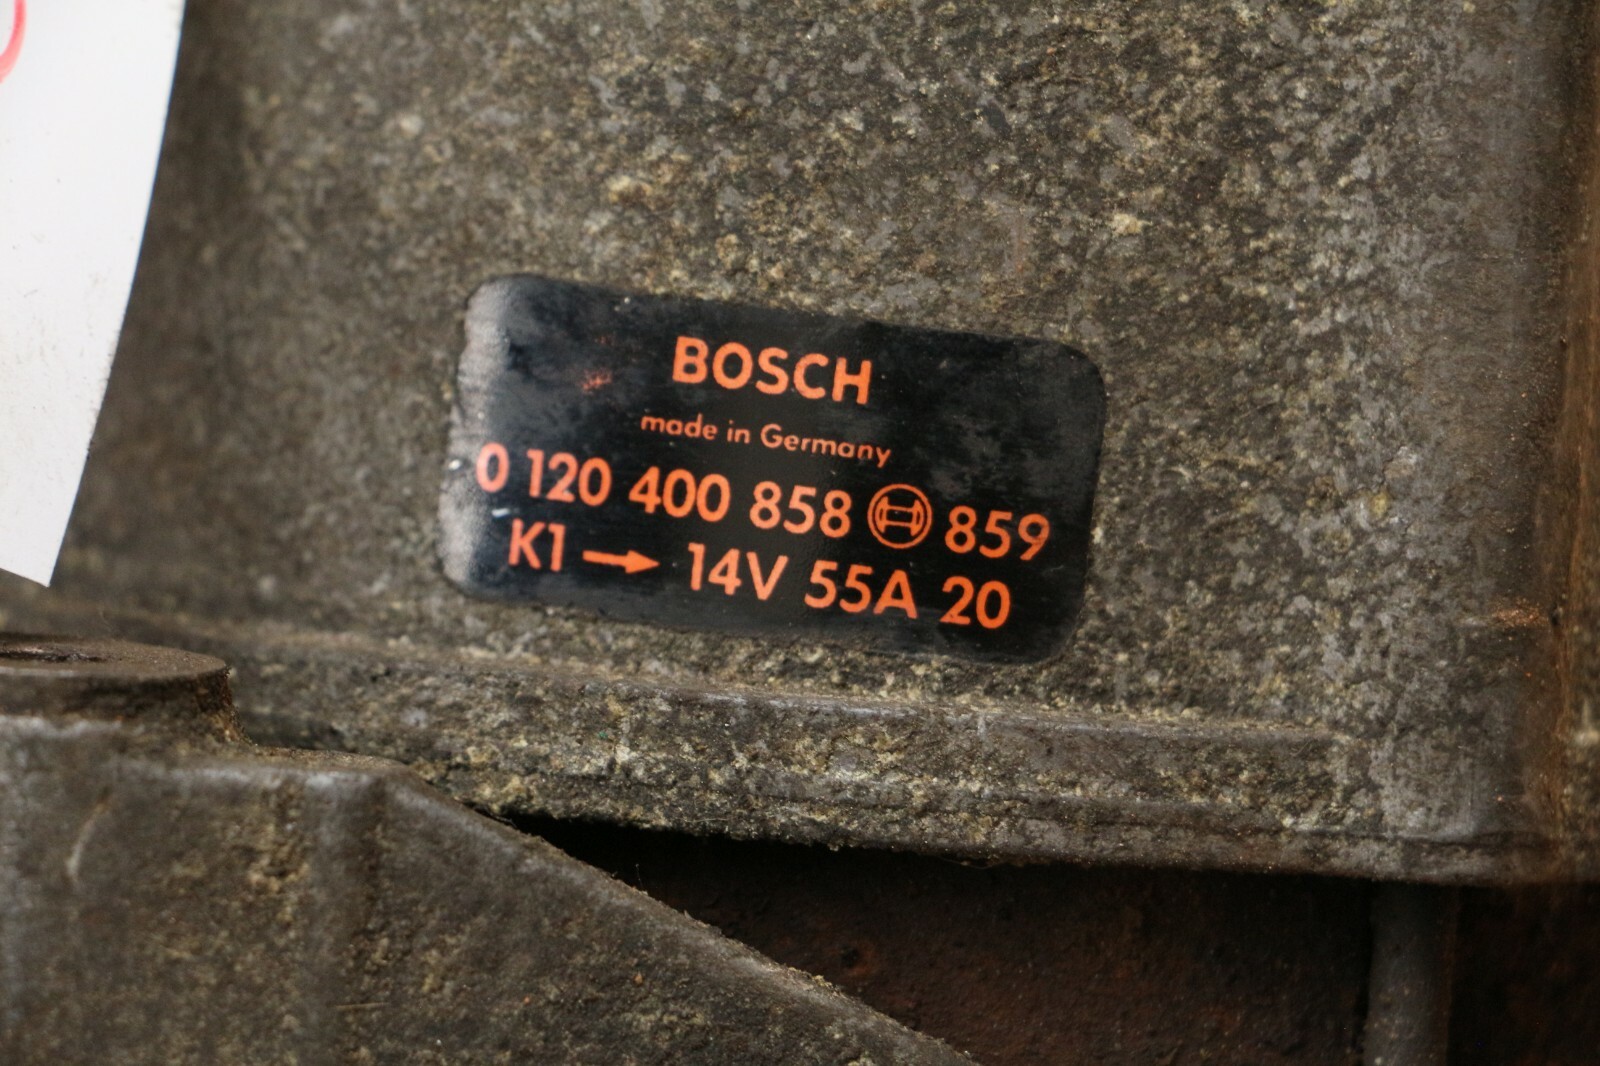 BOSCH
made in Germany
0 120 400 858 859
K1 → 14V 55A 20